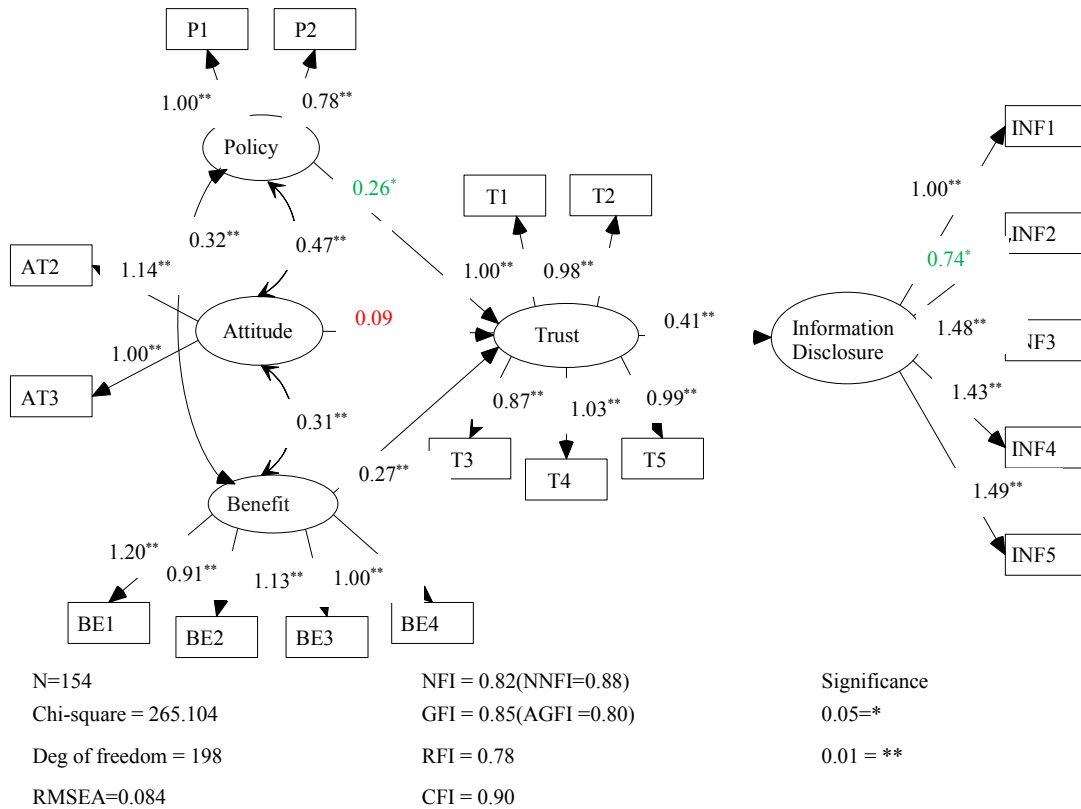 P1 P2
1.00** 0.78**
Policy
0.26*
T1 T2
INF1
1.00**
0.32** 0.47**
INF2
AT2 1.14**
1.00** 0.98**
0.74*
Attitude 0.09
Trust
0.41**
Information
Disclosure
1.48**
NF3
1.00**
AT3
0.87** 1.03** 0.99**
1.43**
0.31**
T3 T4 T5
INF4
0.27**
1.49**
Benefit
INF5
1.20** 0.91** 1.13** 1.00**
BE1 BE2 BE3 BE4
N=154
NFI = 0.82(NNFI=0.88)
Significance
Chi-square = 265.104
GFI = 0.85(AGFI =0.80)
0.05=*
Deg of freedom = 198
RFI = 0.78
0.01 = **
RMSEA=0.084
CFI = 0.90